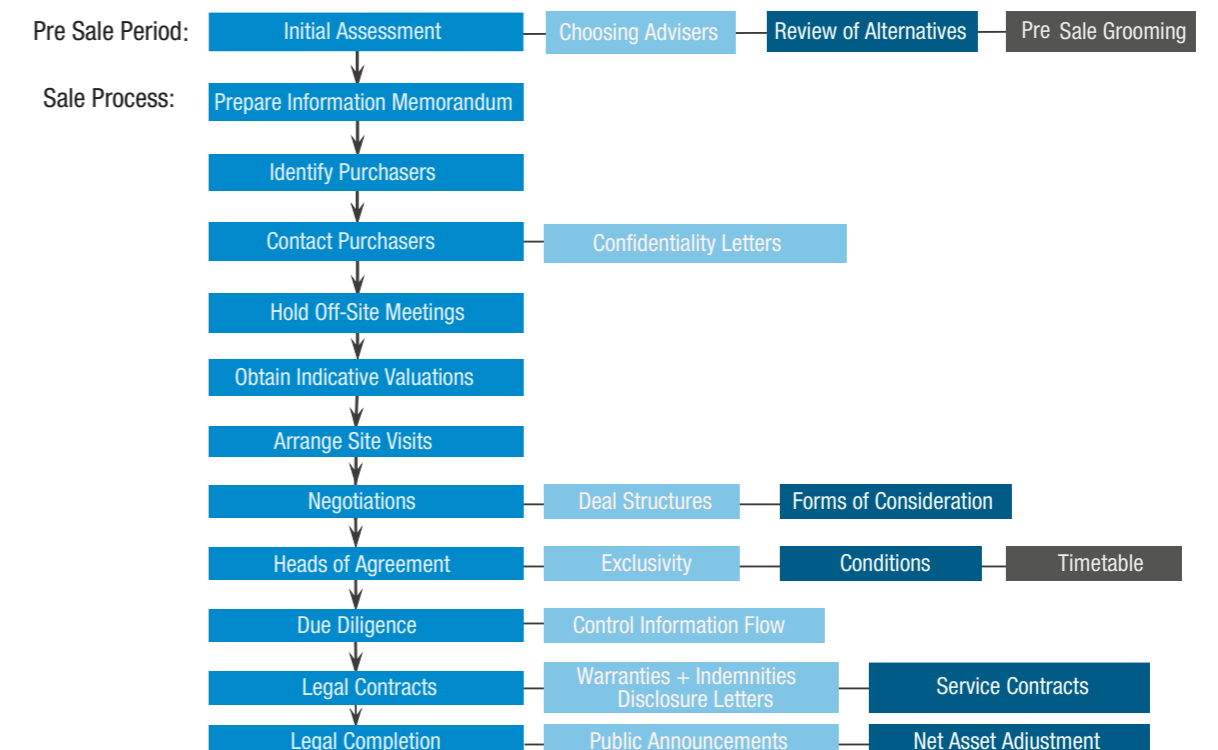 Pre Sale Period: Initial Assessment Choosing Advisers Review of Alternatives Pre Sale Grooming
Sale Process: Prepare Information Memorandum
Identify Purchasers
Contact Purchasers Confidentiality Letters
Hold Off-Site Meetings
Obtain Indicative Valuations
Arrange Site Visits
Negotiations Deal Structures Forms of Consideration
Heads of Agreement Exclusivity Conditions Timetable
Due Diligence Control Information Flow
Legal Contracts Warranties + Indemnities
Disclosure Letters Service Contracts
Legal Completion Public Announcements Net Asset Adjustment